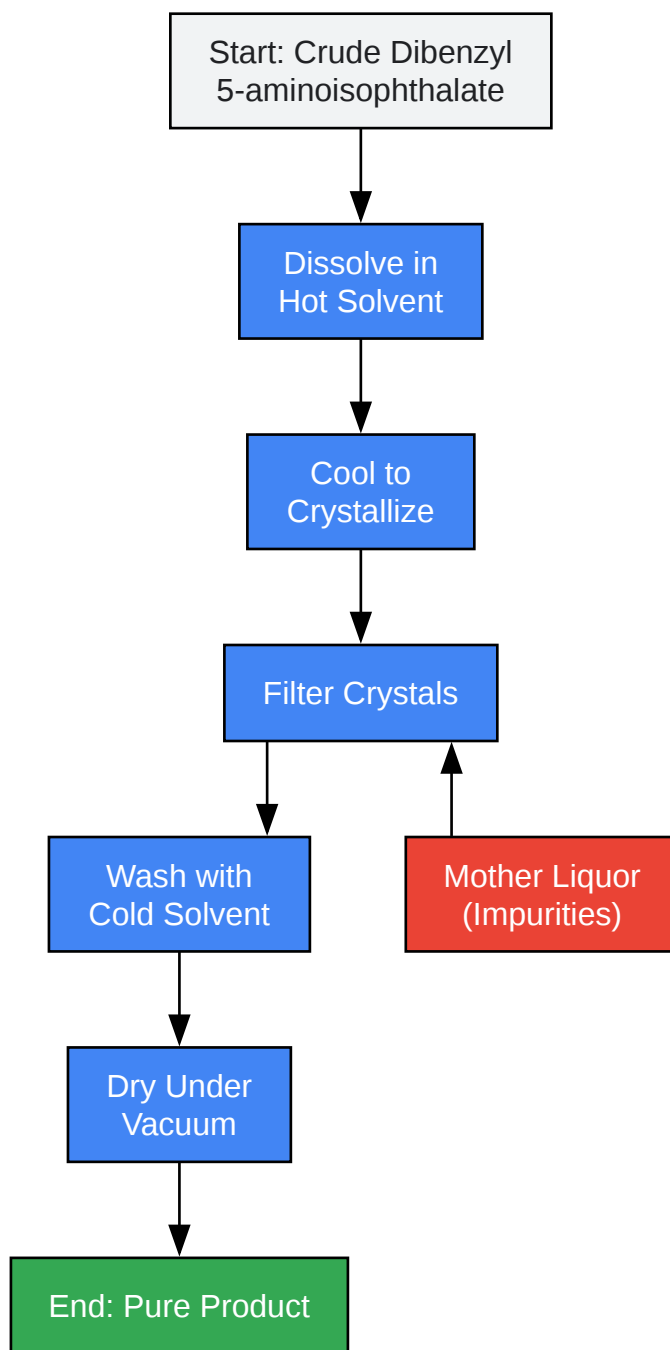 Start: Crude Dibenzyl
5-aminoisophthalate
Dissolve in
Hot Solvent
Cool to
Crystallize
Filter Crystals
Wash with
Cold Solvent
Mother Liquor
(Impurities)
Dry Under
Vacuum
End: Pure Product